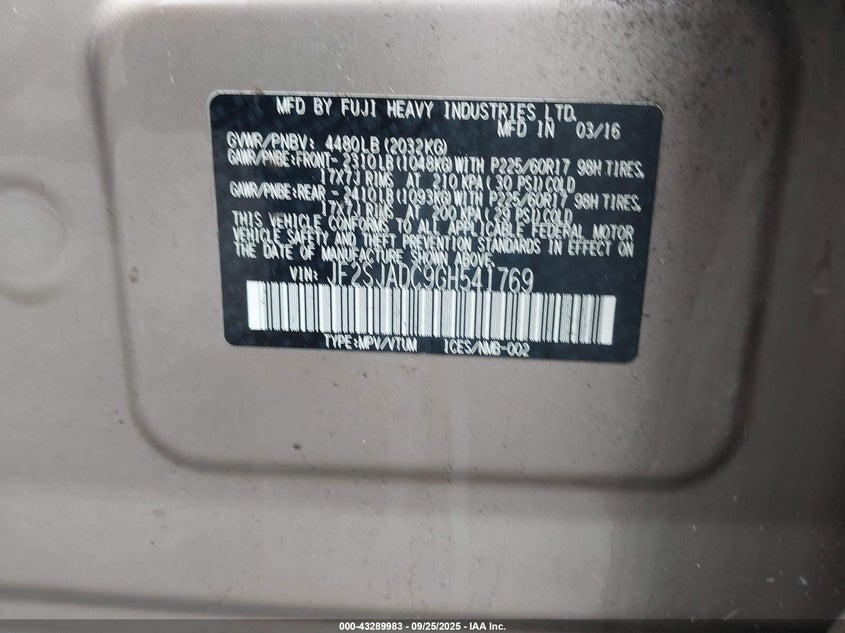 MFD BY FUJI HEAVY INDUSTRIES LTD.
MFD IN 03/16
GVWR/PNBV: 4480LB(2032KG)
GAWR/PNBE:FRONT- 2310LB(1048KG)WITH P225/60R17 98H TIRES,
17X7J RIMS AT 210 KPA( 30 PSI)COLD
GAWR/PNBE:REAR - 2410LB(1093KG)WITH P225/60R17 98H TIRES,
17X7J RIMS AT 200 KPA( 29 PSI)COLD
THIS VEHICLE CONFORMS TO ALL APPLICABLE FEDERAL MOTOR
VEHICLE SAFETY AND THEFT PREVENTION STANDARDS IN EFFECT ON
THE DATE OF MANUFACTURE SHOWN ABOVE.
VIN: JF2SJADC9GH541769
TYPE:MPV/VTUM ICES/NMB-002
000-43289983 - 09/25/2025 - IAA Inc.